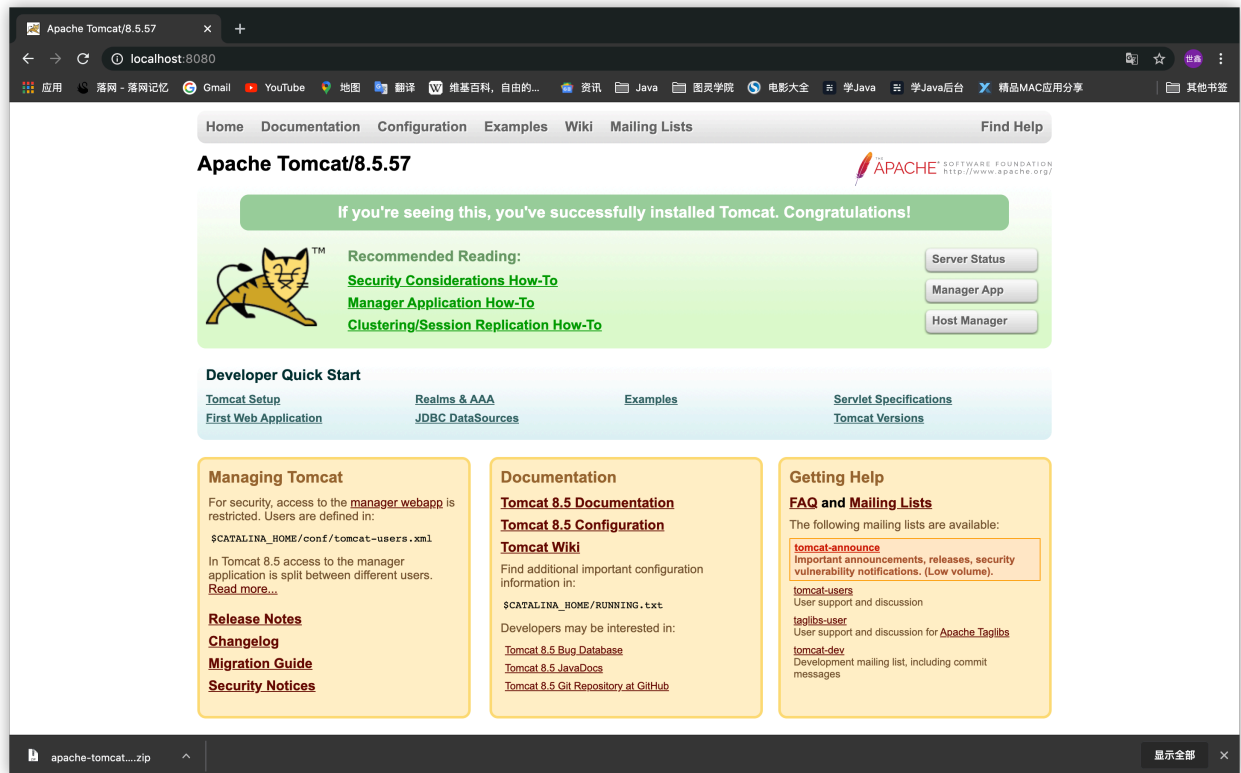 Apache Tomcat/8.5.57
localhost:8080
世鑫
应用 落网 - 落网记忆 Gmail YouTube 地图 翻译 维基百科，自由的... 资讯 Java 图灵学院 电影大全 学Java 学Java后台 精品MAC应用分享 其他书签
Home Documentation Configuration Examples Wiki Mailing Lists Find Help
Apache Tomcat/8.5.57
THE APACHE® SOFTWARE FOUNDATION
http://www.apache.org/
If you're seeing this, you've successfully installed Tomcat. Congratulations!
TM
Recommended Reading:
Security Considerations How-To
Manager Application How-To
Clustering/Session Replication How-To
Server Status
Manager App
Host Manager
Developer Quick Start
Tomcat Setup Realms & AAA Examples Servlet Specifications
First Web Application JDBC DataSources Tomcat Versions
Managing Tomcat
For security, access to the manager webapp is
restricted. Users are defined in:
$CATALINA_HOME/conf/tomcat-users.xml
In Tomcat 8.5 access to the manager
application is split between different users.
Read more...
Release Notes
Changelog
Migration Guide
Security Notices
Documentation
Tomcat 8.5 Documentation
Tomcat 8.5 Configuration
Tomcat Wiki
Find additional important configuration
information in:
$CATALINA_HOME/RUNNING.txt
Developers may be interested in:
Tomcat 8.5 Bug Database
Tomcat 8.5 JavaDocs
Tomcat 8.5 Git Repository at GitHub
Getting Help
FAQ and Mailing Lists
The following mailing lists are available:
tomcat-announce
Important announcements, releases, security
vulnerability notifications. (Low volume).
tomcat-users
User support and discussion
taglibs-user
User support and discussion for Apache Taglibs
tomcat-dev
Development mailing list, including commit
messages
apache-tomcat....zip
显示全部